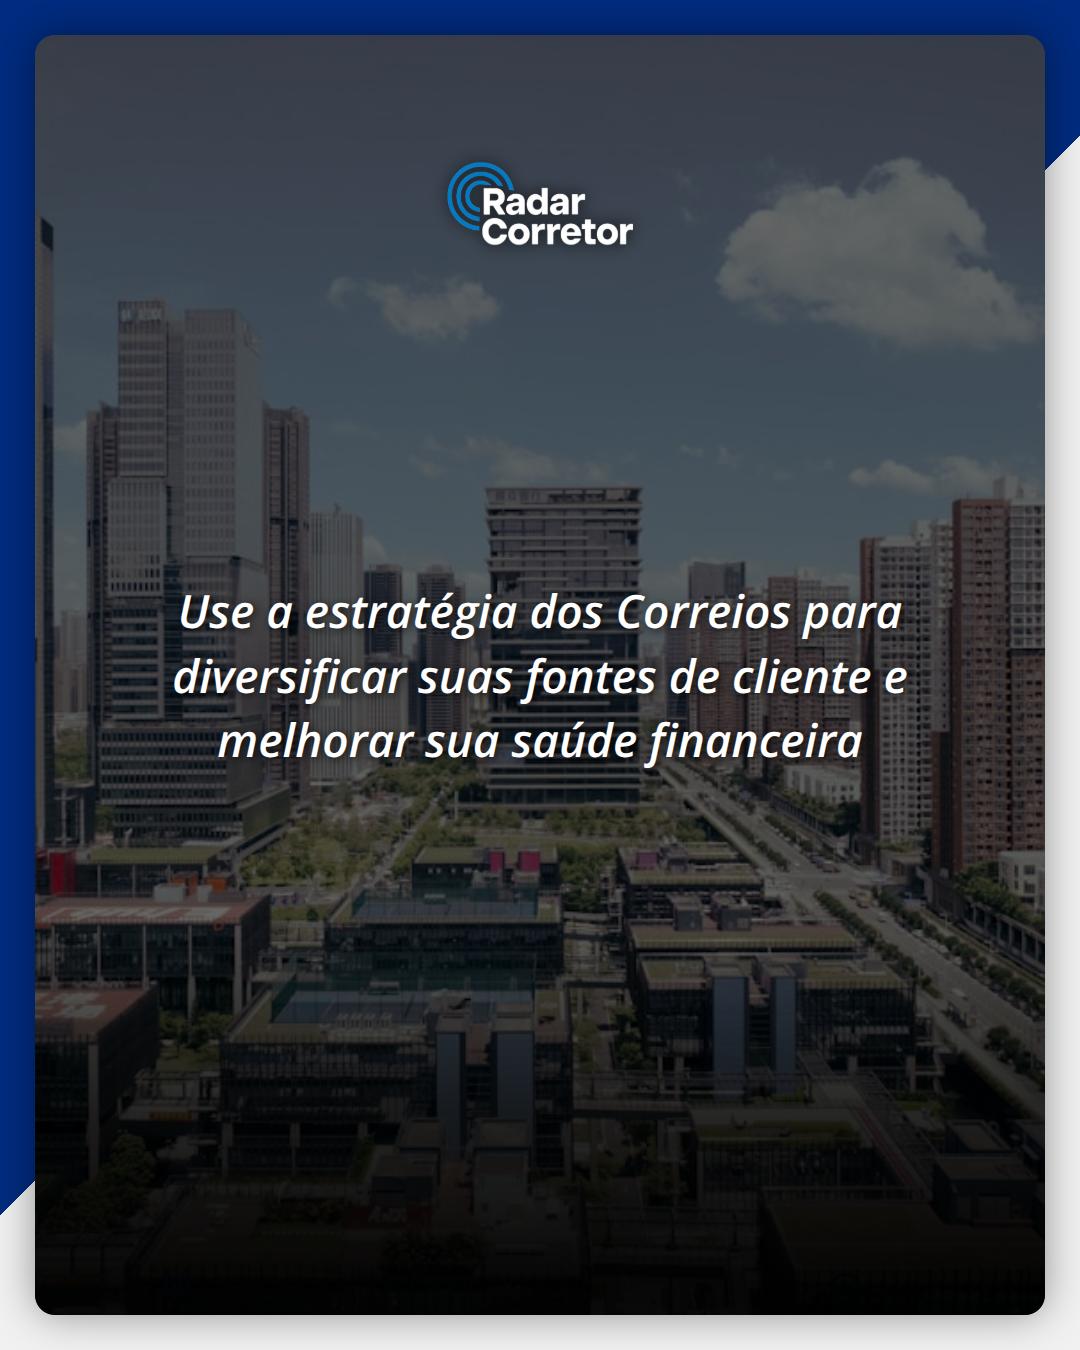 Radar
Corretor
Use a estratégia dos Correios para
diversificar suas fontes de cliente e
melhorar sua saúde financeira